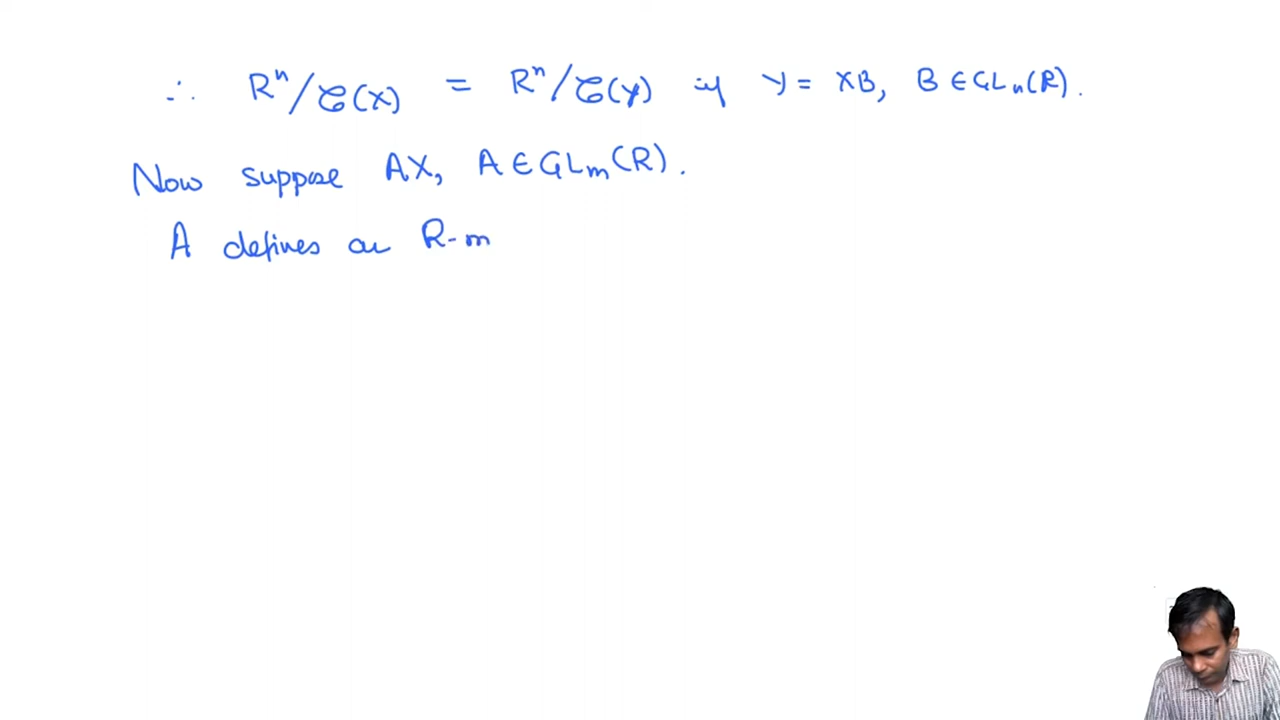 ∴ Rⁿ/𝒞(X) = Rⁿ/𝒞(Y) if Y = XB, B ∈ GLₙ(R).
Now suppose AX, A ∈ GLₘ(R).
A defines an R-m